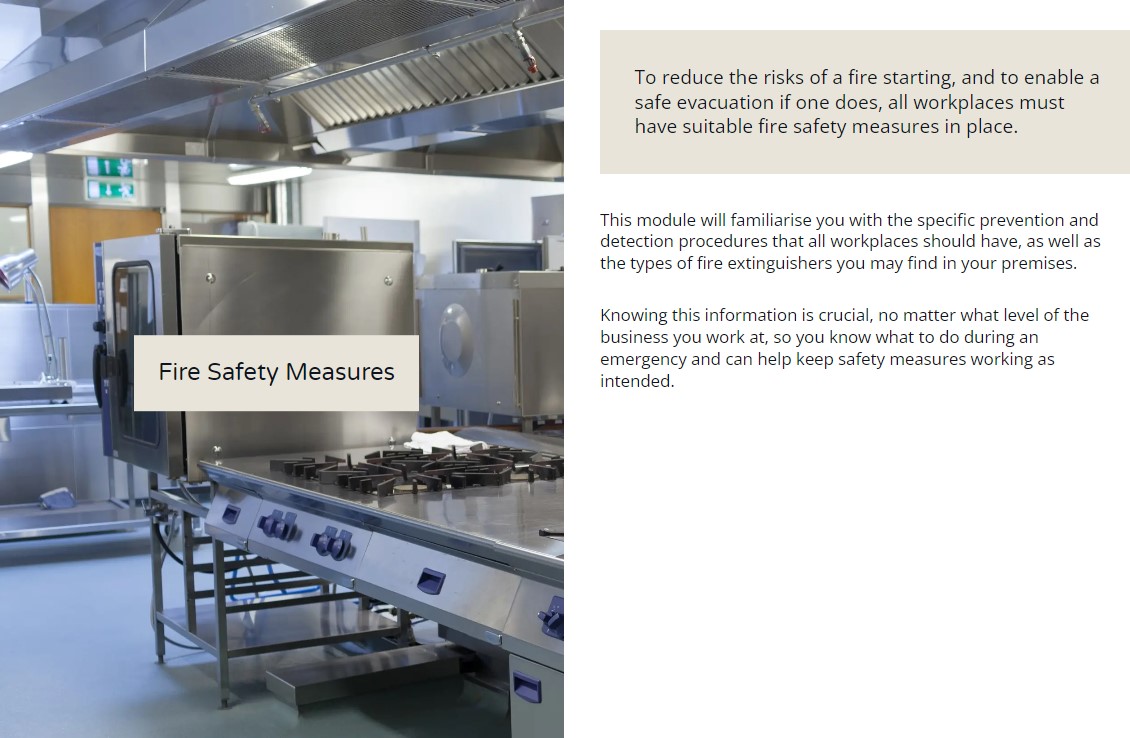 Fire Safety Measures
To reduce the risks of a fire starting, and to enable a
safe evacuation if one does, all workplaces must
have suitable fire safety measures in place.
This module will familiarise you with the specific prevention and
detection procedures that all workplaces should have, as well as
the types of fire extinguishers you may find in your premises.
Knowing this information is crucial, no matter what level of the
business you work at, so you know what to do during an
emergency and can help keep safety measures working as
intended.